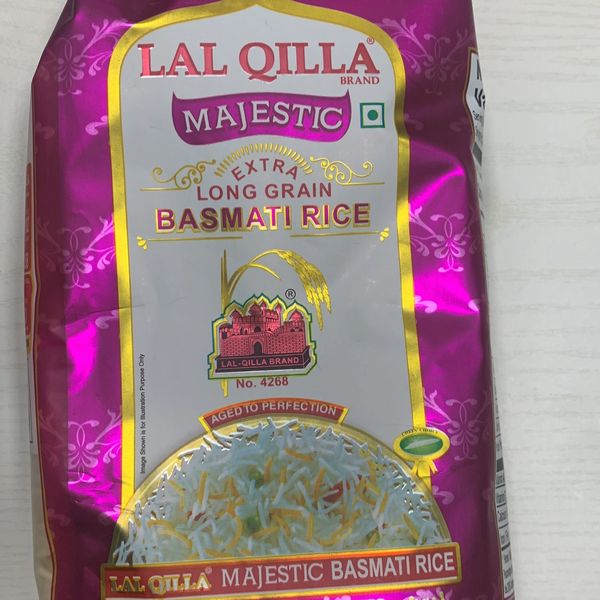 LAL QILLA®
BRAND
MAJESTIC
EXTRA
LONG GRAIN
BASMATI RICE
®
LAL-QILLA BRAND
No. 4268
AGED TO PERFECTION
Image Shown is for Illustration Purpose Only
LAL QILLA® MAJESTIC BASMATI RICE